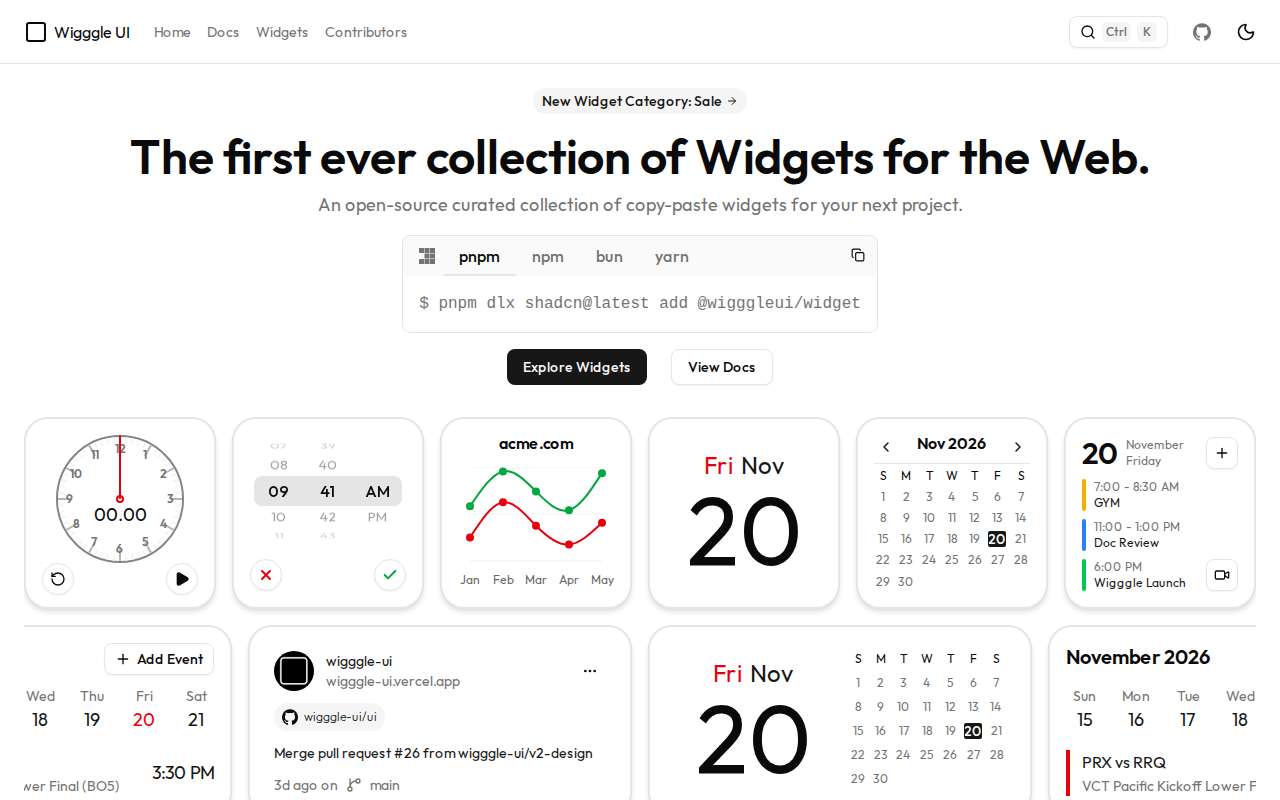 Wigggle UI Home Docs Widgets Contributors Ctrl K
New Widget Category: Sale →
The first ever collection of Widgets for the Web.
An open-source curated collection of copy-paste widgets for your next project.
pnpm npm bun yarn
$ pnpm dlx shadcn@latest add @wigggleui/widget
Explore Widgets View Docs
12 1 2 3 4 5 6 7 8 9 10 11
00.00
07 39
08 40
09 41 AM
10 42 PM
11 43
acme.com
Jan Feb Mar Apr May
Fri Nov
20
Nov 2026
S M T W T F S
1 2 3 4 5 6 7
8 9 10 11 12 13 14
15 16 17 18 19 20 21
22 23 24 25 26 27 28
29 30
20 November
Friday
7:00 - 8:30 AM
GYM
11:00 - 1:00 PM
Doc Review
6:00 PM
Wigggle Launch
Add Event
Wed Thu Fri Sat
18 19 20 21
3:30 PM
wer Final (BO5)
wigggle-ui
wigggle-ui.vercel.app
wigggle-ui/ui
Merge pull request #26 from wigggle-ui/v2-design
3d ago on main
Fri Nov
20
S M T W T F S
1 2 3 4 5 6 7
8 9 10 11 12 13 14
15 16 17 18 19 20 21
22 23 24 25 26 27 28
29 30
November 2026
Sun Mon Tue Wed
15 16 17 18
PRX vs RRQ
VCT Pacific Kickoff Lower F